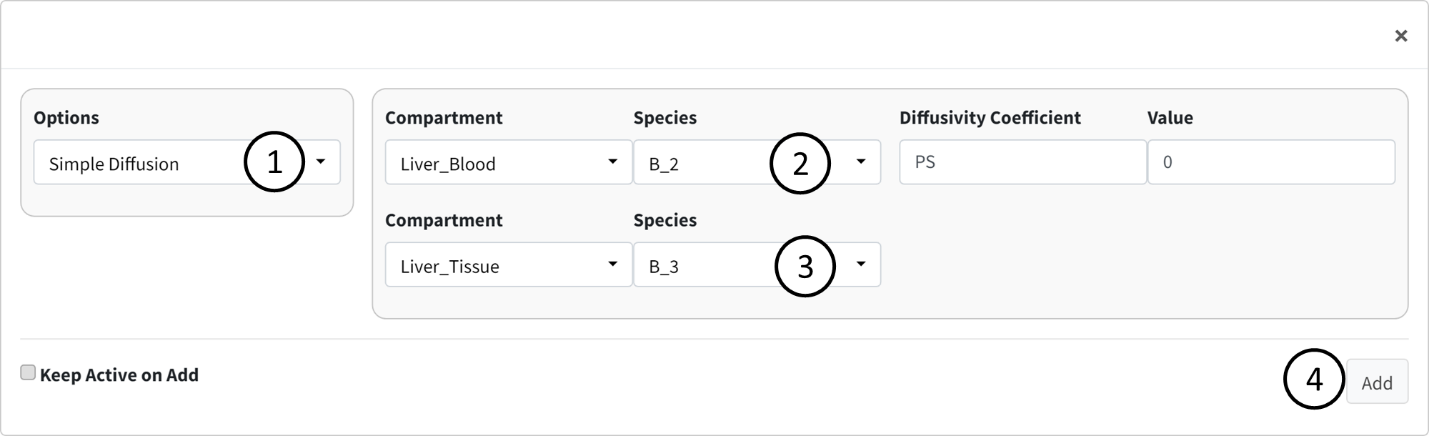 ×
Options
Simple Diffusion 1
Compartment Species Diffusivity Coefficient Value
Liver_Blood B_2 2 PS 0
Compartment Species
Liver_Tissue B_3 3
Keep Active on Add
4 Add